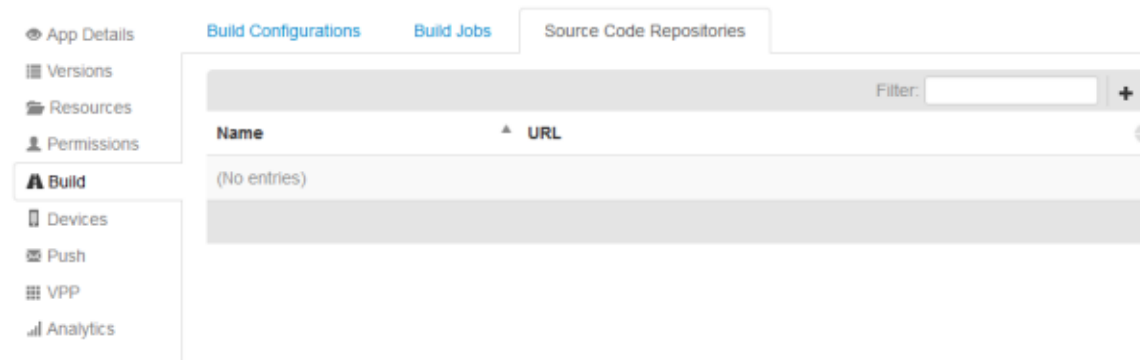 App Details
Versions
Resources
Permissions
Build
Devices
Push
VPP
Analytics
Build Configurations Build Jobs Source Code Repositories
Filter:
Name URL
(No entries)